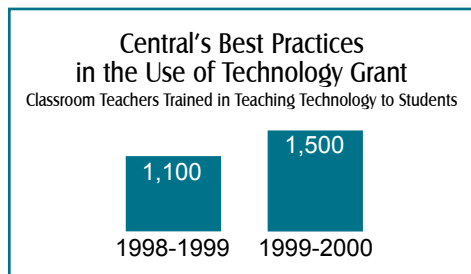 Central's Best Practices
in the Use of Technology Grant
Classroom Teachers Trained in Teaching Technology to Students
1,100
1,500
1998-1999
1999-2000